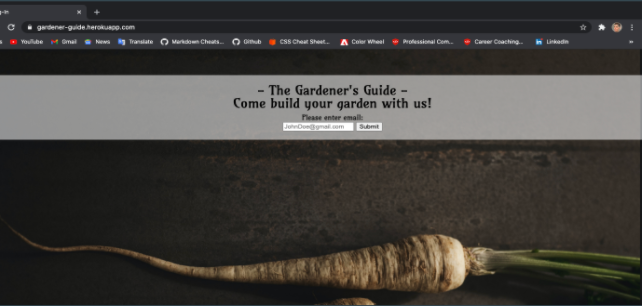 g-In
gardener-guide.herokuapp.com
YouTube Gmail News Translate Markdown Cheats... Github CSS Cheat Sheet... Color Wheel Professional Com... Career Coaching... LinkedIn
– The Gardener's Guide –
Come build your garden with us!
Please enter email:
JohnDoe@gmail.com Submit